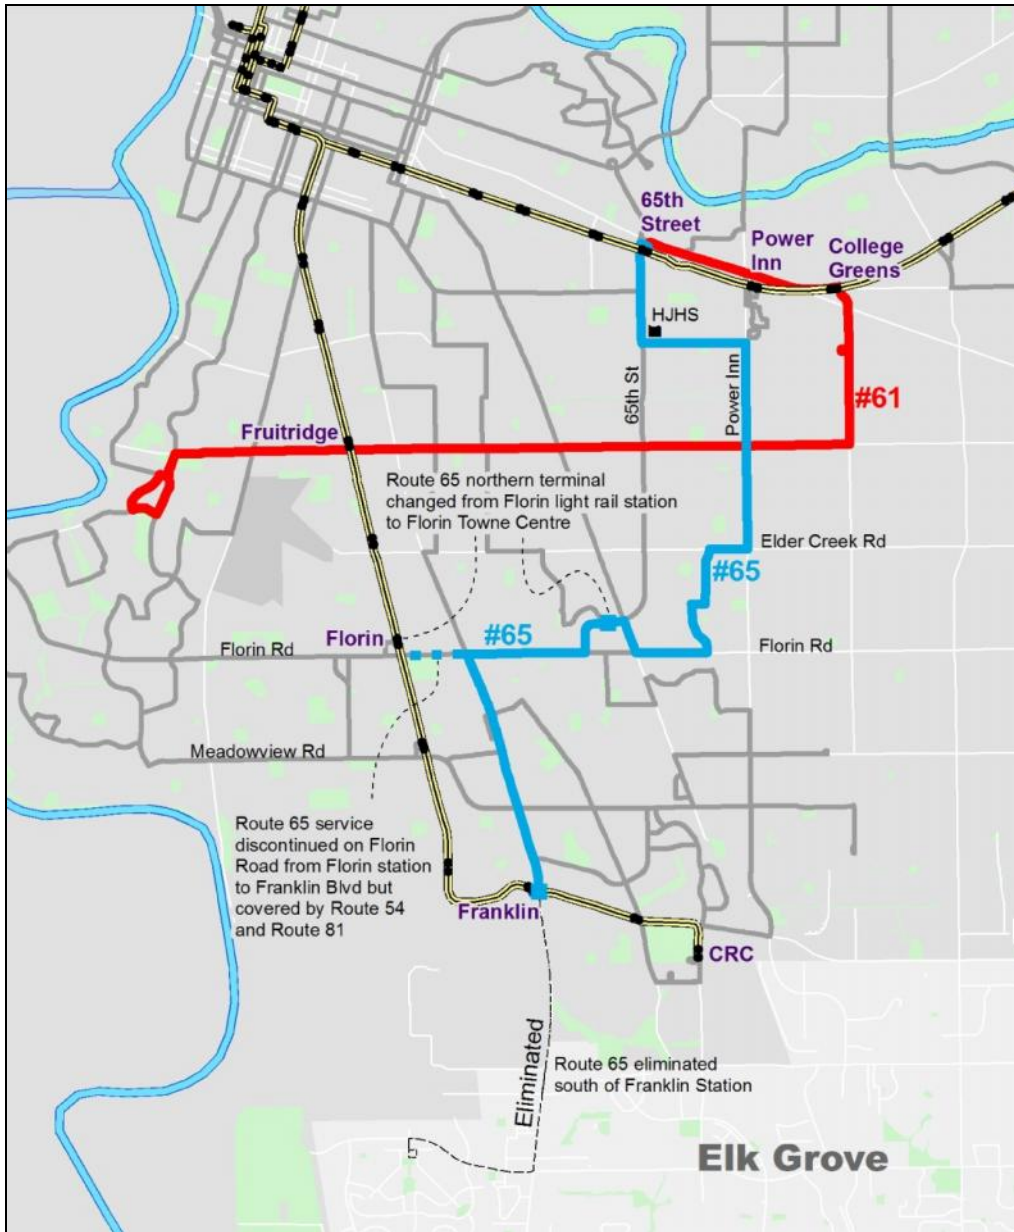 65th
Street
Power
Inn
College
Greens
HJHS
65th St
Power Inn
#61
Fruitridge
Route 65 northern terminal
changed from Florin light rail station
to Florin Towne Centre
Elder Creek Rd
#65
Florin
#65
Florin Rd
Florin Rd
Meadowview Rd
Route 65 service
discontinued on Florin
Road from Florin station
to Franklin Blvd but
covered by Route 54
and Route 81
Franklin
CRC
Eliminated
Route 65 eliminated
south of Franklin Station
Elk Grove